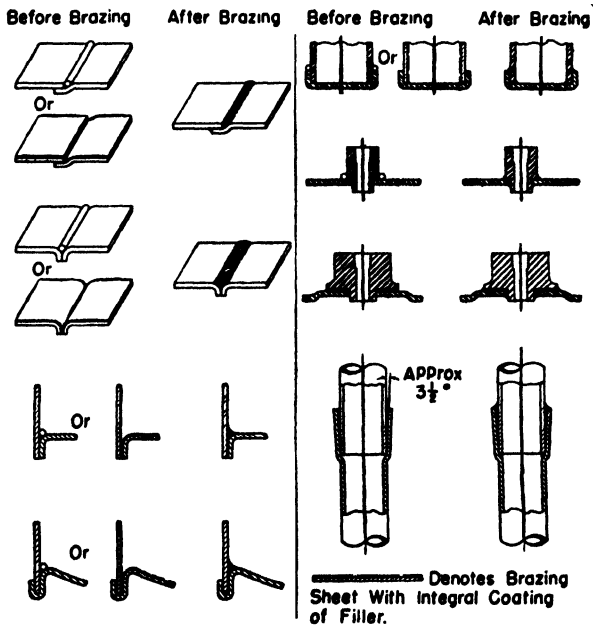 Before Brazing
After Brazing
Or
Or
Or
Or
Before Brazing
After Brazing
Or
Approx
3½°
Denotes Brazing
Sheet With Integral Coating
of Filler.